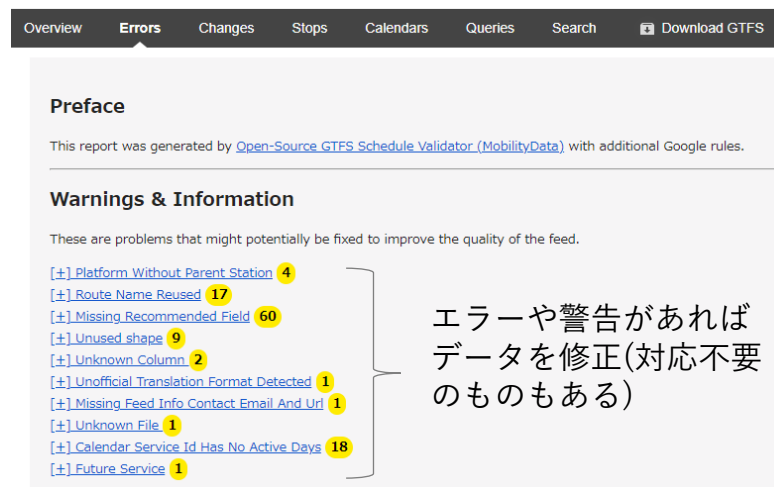 Overview Errors Changes Stops Calendars Queries Search Download GTFS
Preface
This report was generated by Open-Source GTFS Schedule Validator (MobilityData) with additional Google rules.
Warnings & Information
These are problems that might potentially be fixed to improve the quality of the feed.
[+] Platform Without Parent Station 4
[+] Route Name Reused 17
[+] Missing Recommended Field 60
[+] Unused shape 9
[+] Unknown Column 2
[+] Unofficial Translation Format Detected 1
[+] Missing Feed Info Contact Email And Url 1
[+] Unknown File 1
[+] Calendar Service Id Has No Active Days 18
[+] Future Service 1
エラーや警告があれば
データを修正(対応不要
のものもある)